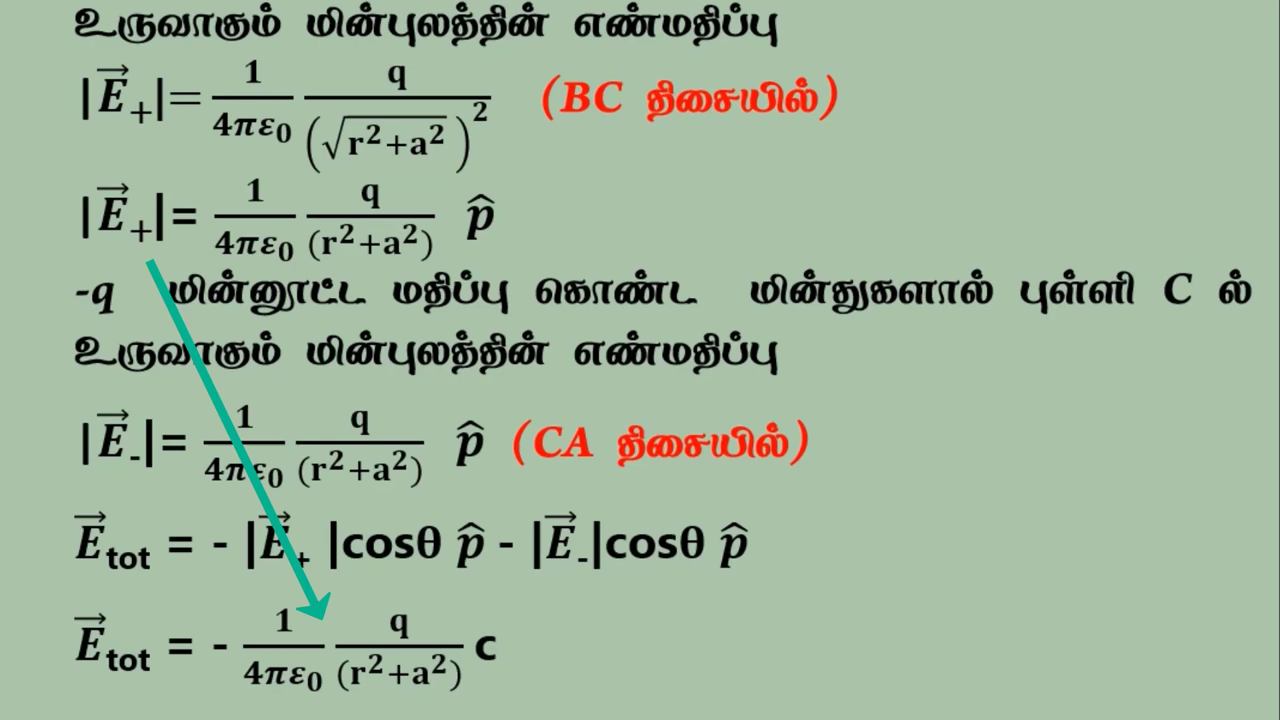 உருவாகும் மின்புலத்தின் எண்மதிப்பு
|E⃗₊|= 1/4πε₀ q/(√(r²+a²))² (BC திசையில்)
|E⃗₊|= 1/4πε₀ q/(r²+a²) p̂
-q மின்னூட்ட மதிப்பு கொண்ட மின்துகளால் புள்ளி C ல்
உருவாகும் மின்புலத்தின் எண்மதிப்பு
|E⃗₋|= 1/4πε₀ q/(r²+a²) p̂ (CA திசையில்)
E⃗tot = - |E⃗₊ |cosθ p̂ - |E⃗₋|cosθ p̂
E⃗tot = - 1/4πε₀ q/(r²+a²) c